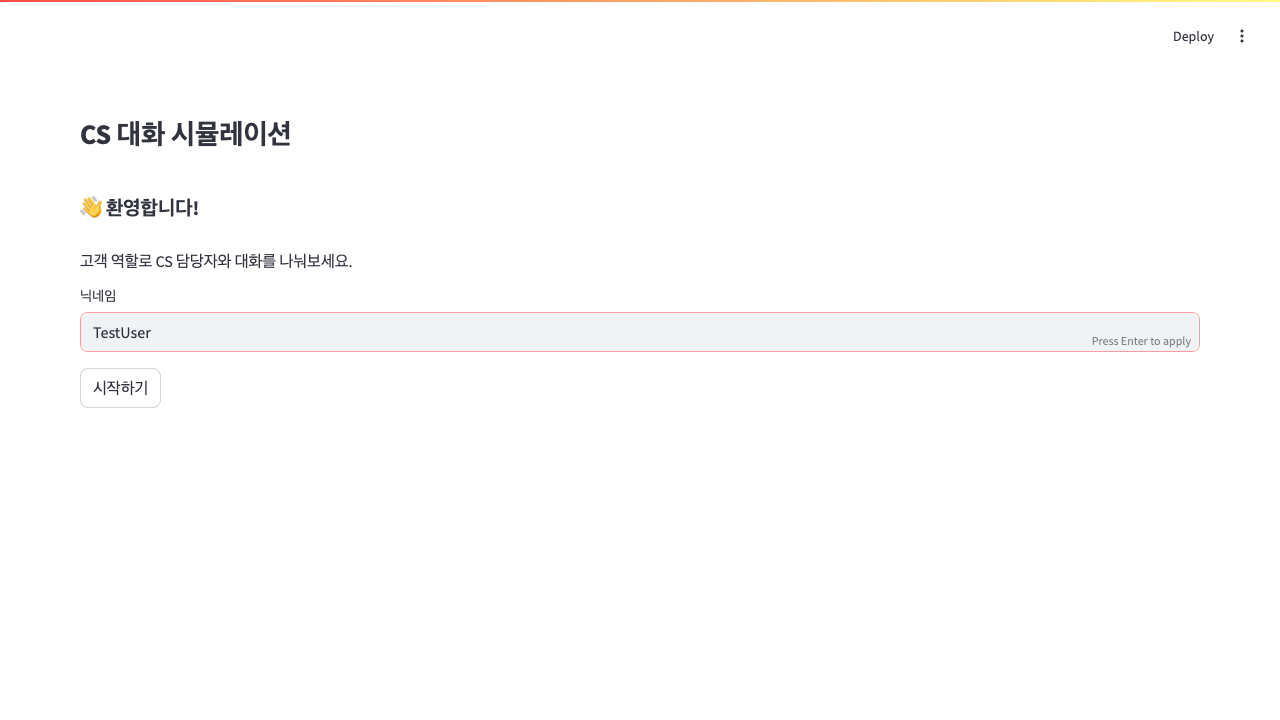 Deploy
CS 대화 시뮬레이션
👋 환영합니다!
고객 역할로 CS 담당자와 대화를 나눠보세요.
닉네임
TestUser
Press Enter to apply
시작하기